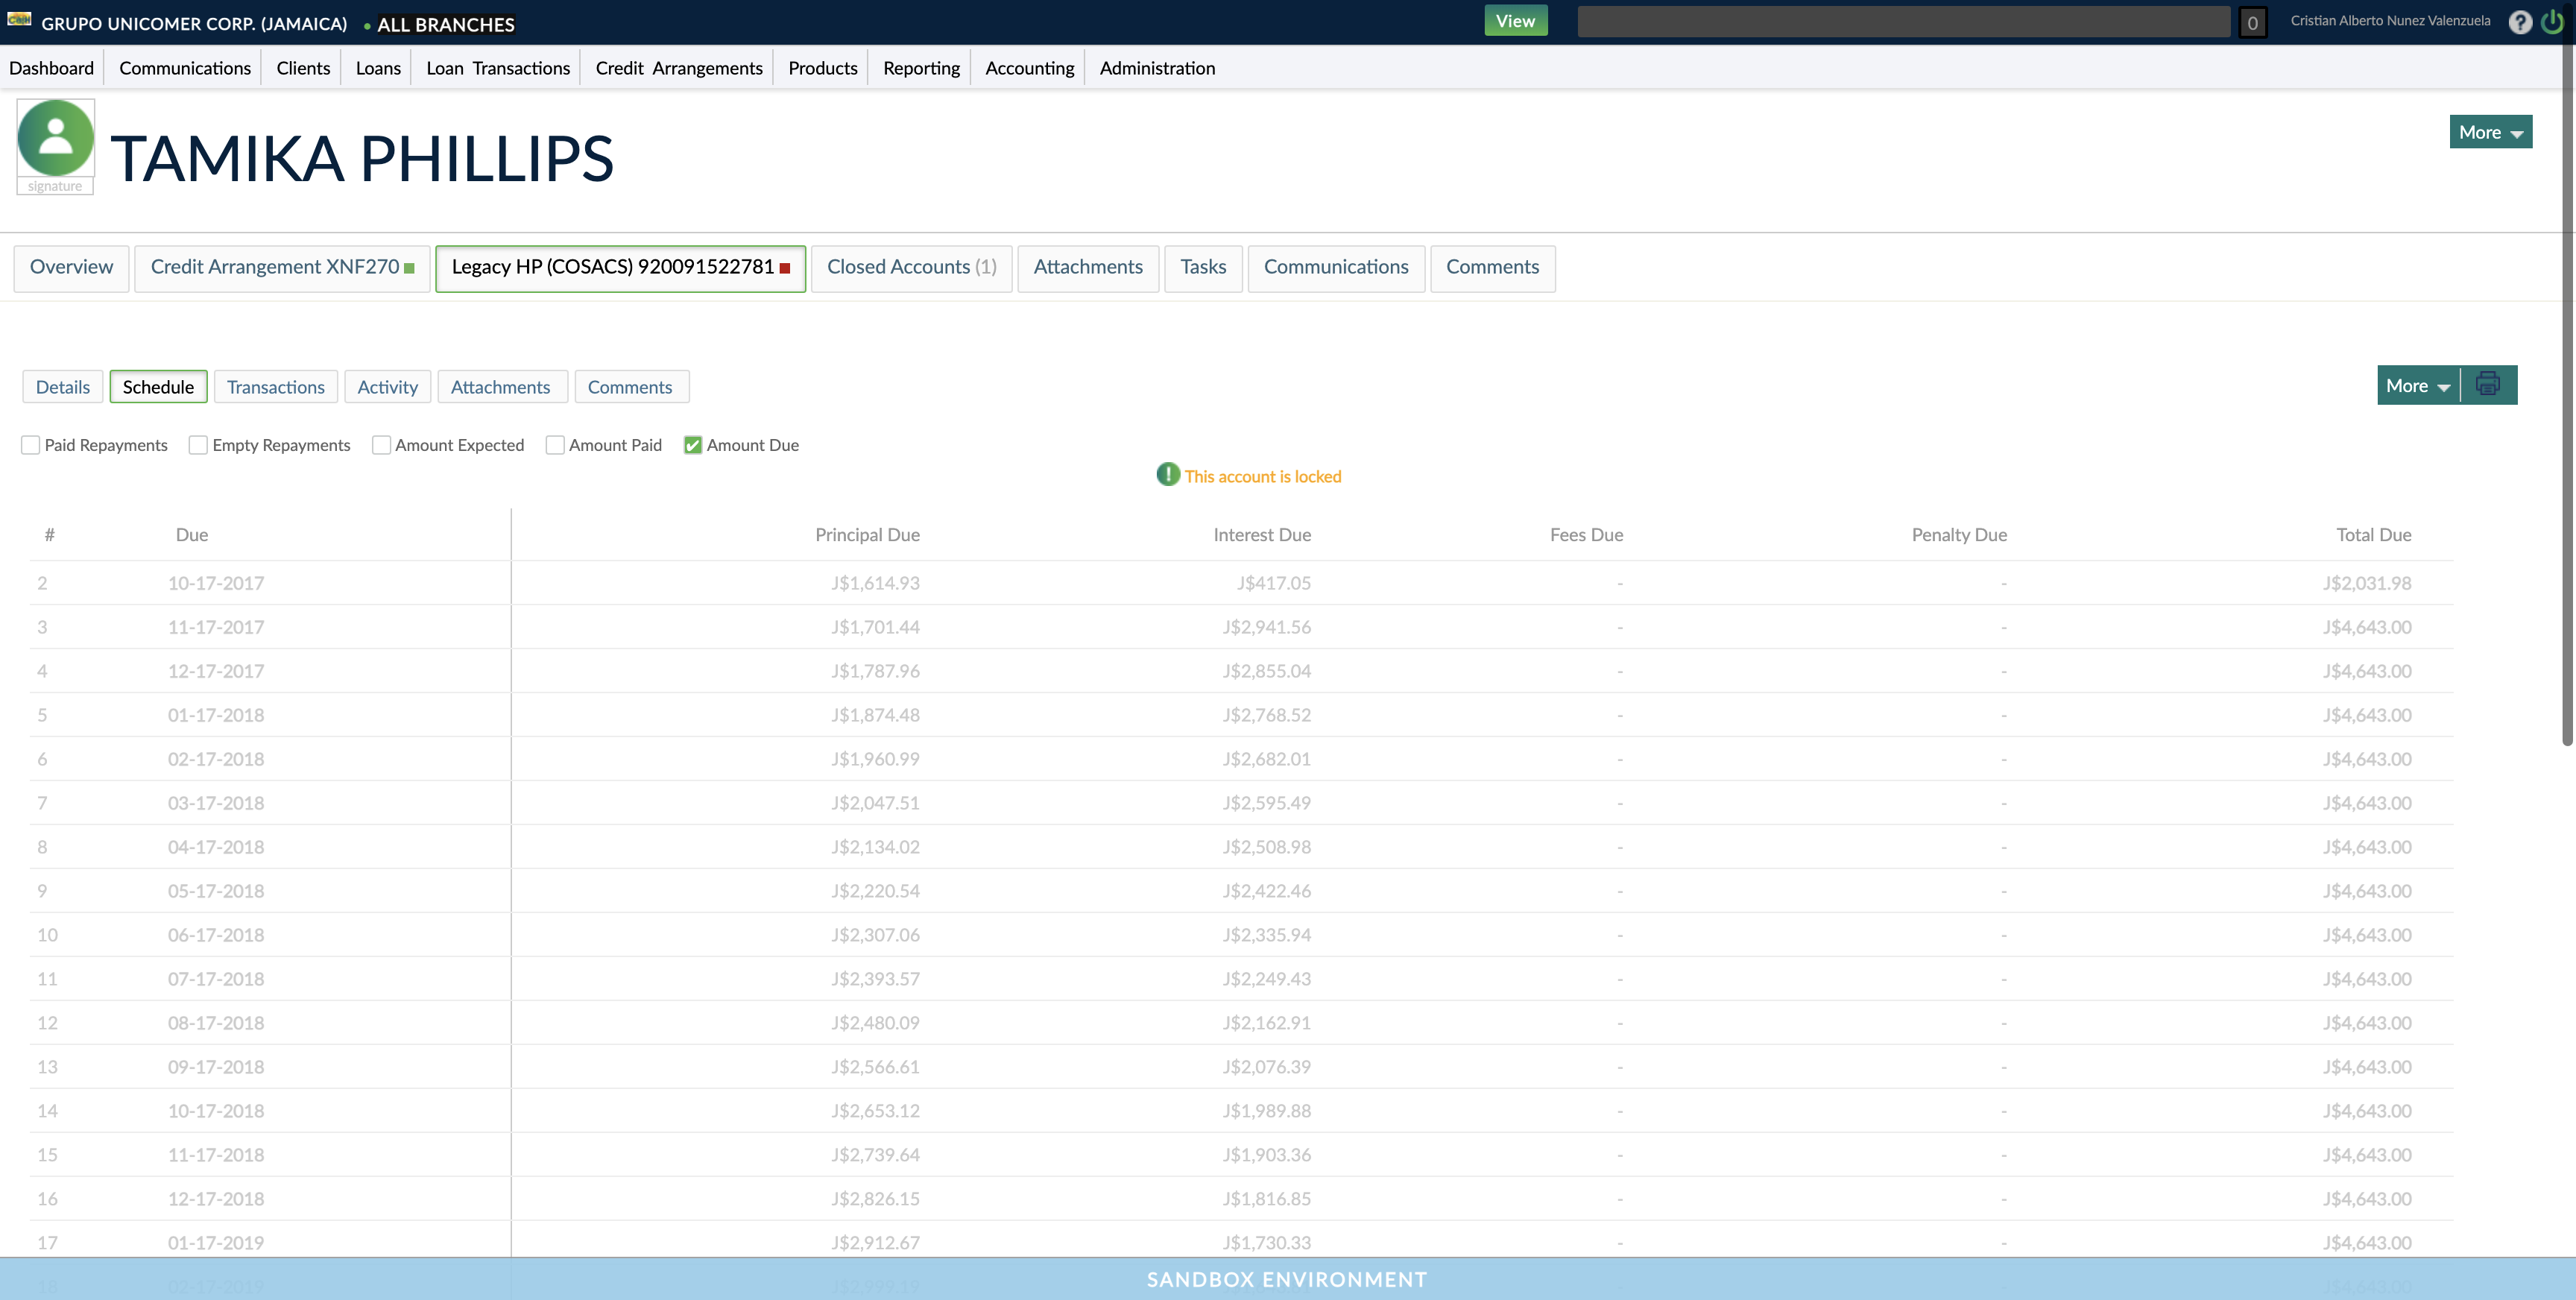 GRUPO UNICOMER CORP. (JAMAICA) • ALL BRANCHES View 0 Cristian Alberto Nunez Valenzuela ?
Dashboard Communications Clients Loans Loan Transactions Credit Arrangements Products Reporting Accounting Administration
TAMIKA PHILLIPS More
signature
Overview Credit Arrangement XNF270 Legacy HP (COSACS) 920091522781 Closed Accounts (1) Attachments Tasks Communications Comments
Details Schedule Transactions Activity Attachments Comments More
Paid Repayments Empty Repayments Amount Expected Amount Paid Amount Due
This account is locked
# Due Principal Due Interest Due Fees Due Penalty Due Total Due
2 10-17-2017 J$1,614.93 J$417.05 - - J$2,031.98
3 11-17-2017 J$1,701.44 J$2,941.56 - - J$4,643.00
4 12-17-2017 J$1,787.96 J$2,855.04 - - J$4,643.00
5 01-17-2018 J$1,874.48 J$2,768.52 - - J$4,643.00
6 02-17-2018 J$1,960.99 J$2,682.01 - - J$4,643.00
7 03-17-2018 J$2,047.51 J$2,595.49 - - J$4,643.00
8 04-17-2018 J$2,134.02 J$2,508.98 - - J$4,643.00
9 05-17-2018 J$2,220.54 J$2,422.46 - - J$4,643.00
10 06-17-2018 J$2,307.06 J$2,335.94 - - J$4,643.00
11 07-17-2018 J$2,393.57 J$2,249.43 - - J$4,643.00
12 08-17-2018 J$2,480.09 J$2,162.91 - - J$4,643.00
13 09-17-2018 J$2,566.61 J$2,076.39 - - J$4,643.00
14 10-17-2018 J$2,653.12 J$1,989.88 - - J$4,643.00
15 11-17-2018 J$2,739.64 J$1,903.36 - - J$4,643.00
16 12-17-2018 J$2,826.15 J$1,816.85 - - J$4,643.00
17 01-17-2019 J$2,912.67 J$1,730.33 - - J$4,643.00
18 02-17-2019 J$2,999.19 J$4,643.00
SANDBOX ENVIRONMENT